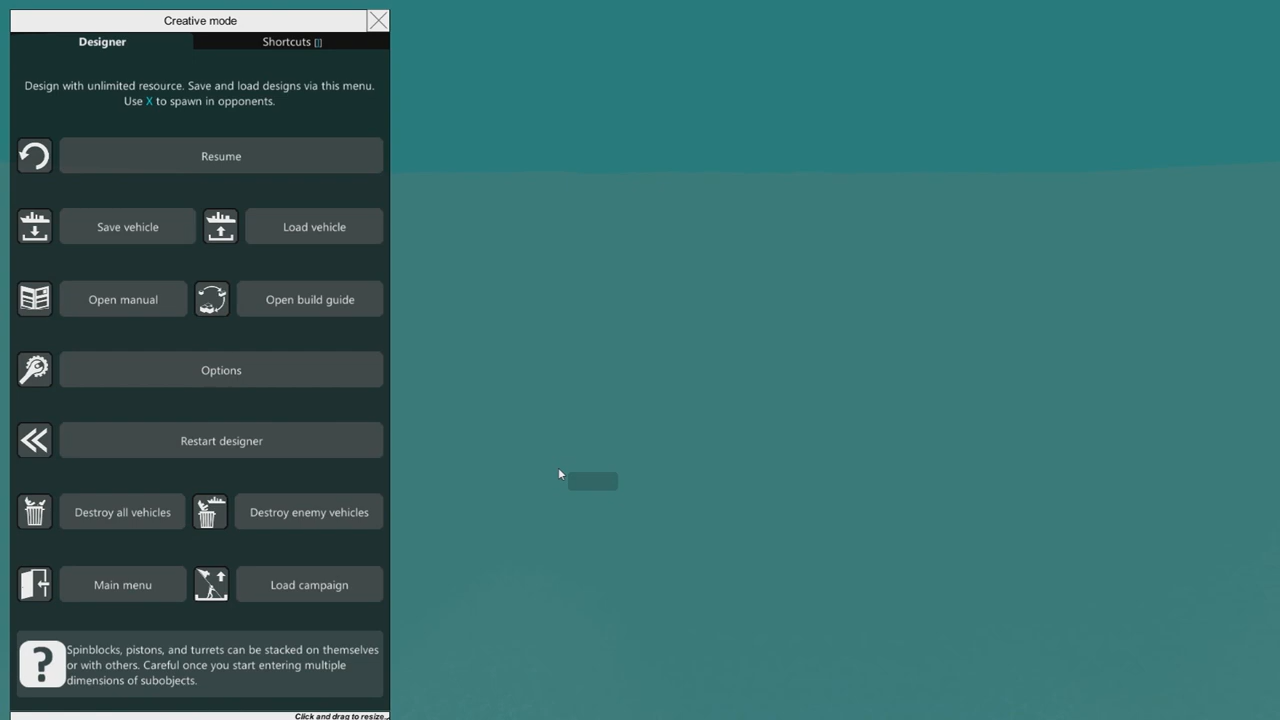 Creative mode
Designer
Shortcuts []]
Design with unlimited resource. Save and load designs via this menu.
Use X to spawn in opponents.
Resume
Save vehicle
Load vehicle
Open manual
Open build guide
Options
Restart designer
Destroy all vehicles
Destroy enemy vehicles
Main menu
Load campaign
?
Spinblocks, pistons, and turrets can be stacked on themselves
or with others. Careful once you start entering multiple
dimensions of subobjects.
Click and drag to resize